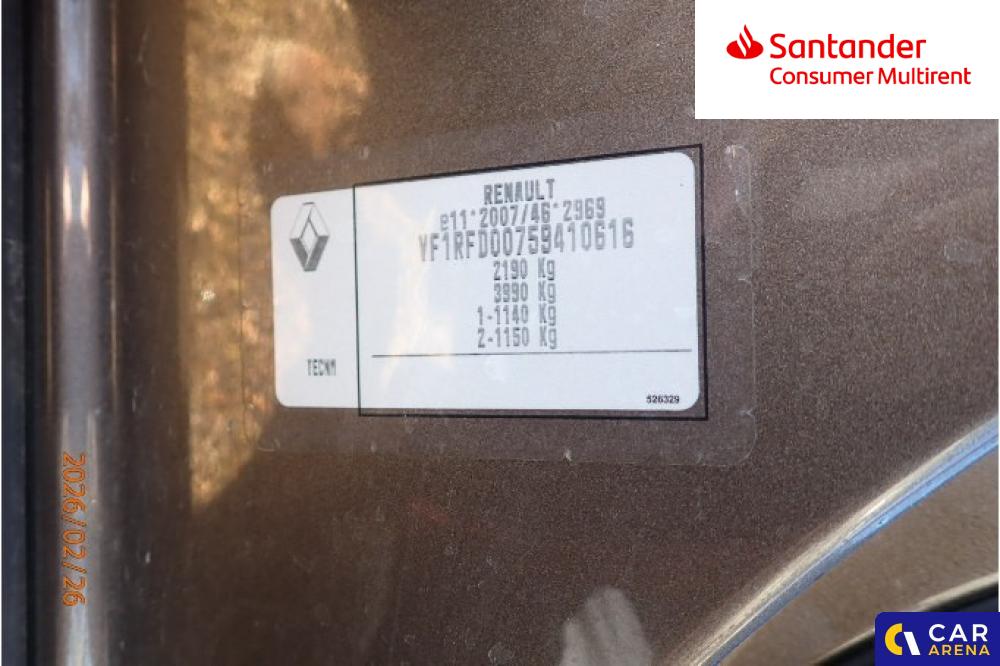 Santander
Consumer Multirent
RENAULT
e11*2007/46*2969
VF1RFD00759410616
2190 Kg
3990 Kg
1-1140 Kg
2-1150 Kg
TECNM
526329
2026/02/26
CAR
ARENA